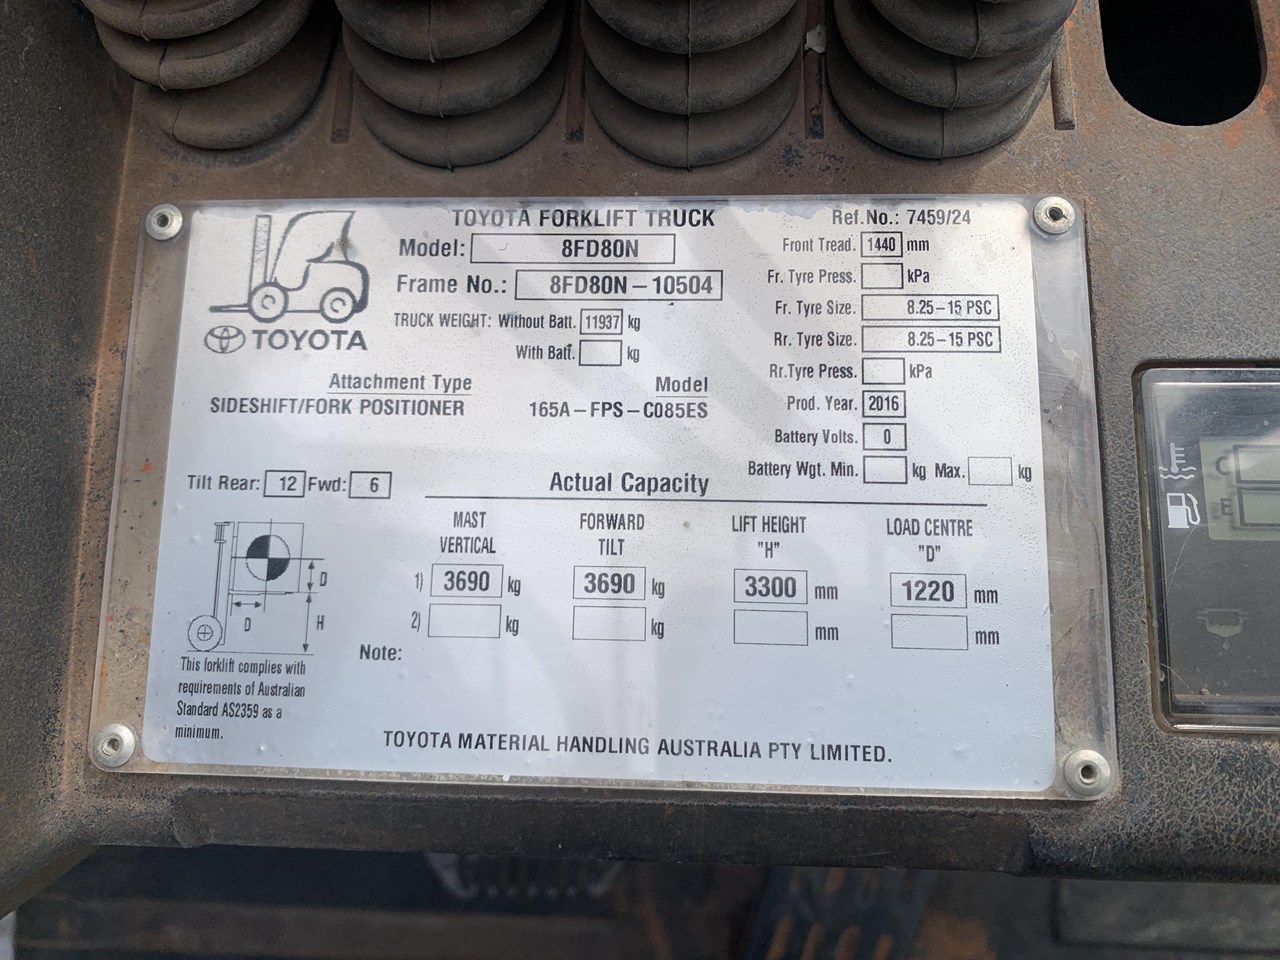 TOYOTA FORKLIFT TRUCK
Ref. No.: 7459/24
Model: 8FD80N
Frame No.: 8FD80N-10504
TRUCK WEIGHT: Without Batt. 11937 kg
With Batt. kg
TOYOTA
Front Tread. 1440 mm
Fr. Tyre Press. kPa
Fr. Tyre Size. 8.25-15 PSC
Rr. Tyre Size. 8.25-15 PSC
Rr. Tyre Press. kPa
Prod. Year. 2016
Battery Volts. 0
Battery Wgt. Min. kg Max. kg
Attachment Type Model
SIDESHIFT/FORK POSITIONER 165A-FPS-C085ES
Tilt Rear: 12 Fwd: 6
Actual Capacity
MAST VERTICAL
FORWARD TILT
LIFT HEIGHT "H"
LOAD CENTRE "D"
1) 3690 kg 3690 kg 3300 mm 1220 mm
2) kg kg mm mm
D
D
H
Note:
This forklift complies with
requirements of Australian
Standard AS2359 as a
minimum.
TOYOTA MATERIAL HANDLING AUSTRALIA PTY LIMITED.
E